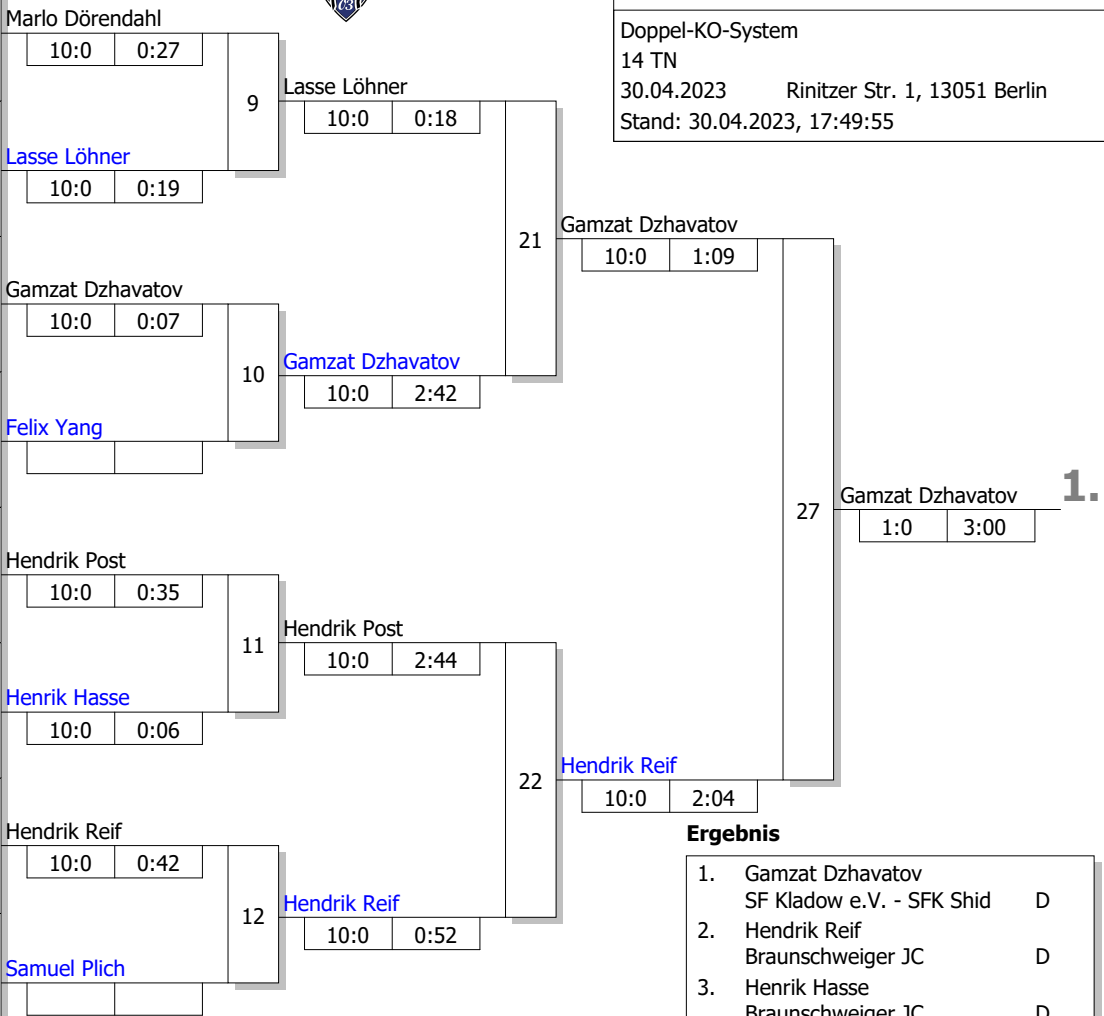 Marlo Dörendahl
10:0 0:27
Doppel-KO-System
14 TN
30.04.2023 Rinitzer Str. 1, 13051 Berlin
Stand: 30.04.2023, 17:49:55
9
Lasse Löhner
10:0 0:18
Lasse Löhner
10:0 0:19
21
Gamzat Dzhavatov
10:0 1:09
Gamzat Dzhavatov
10:0 0:07
10
Gamzat Dzhavatov
10:0 2:42
Felix Yang
27
Gamzat Dzhavatov
1.
1:0 3:00
Hendrik Post
10:0 0:35
11
Hendrik Post
10:0 2:44
Henrik Hasse
10:0 0:06
22
Hendrik Reif
10:0 2:04
Hendrik Reif
10:0 0:42
12
Hendrik Reif
10:0 0:52
Samuel Plich
Ergebnis
1. Gamzat Dzhavatov
SF Kladow e.V. - SFK Shid D
2. Hendrik Reif
Braunschweiger JC D
3. Henrik Hasse
Braunschweiger JC D